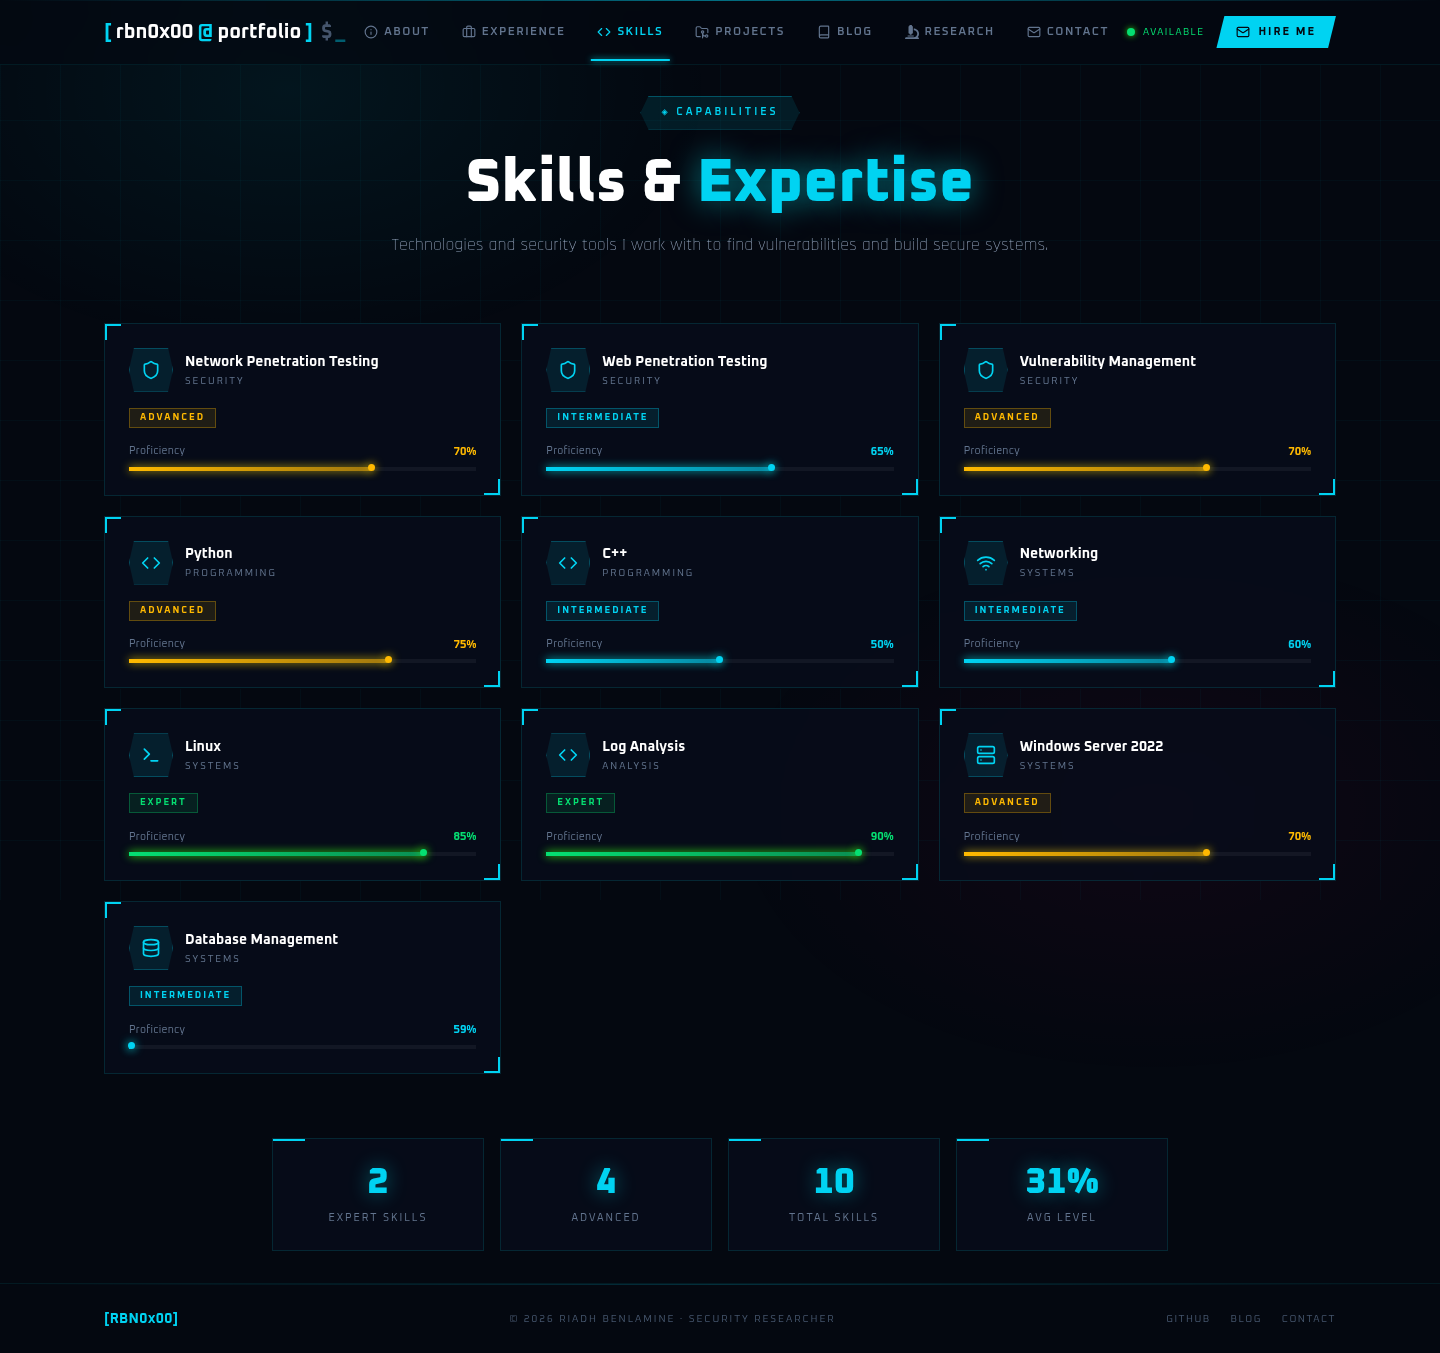 [ rbn0x00 @ portfolio ] $_ ABOUT EXPERIENCE SKILLS PROJECTS BLOG RESEARCH CONTACT AVAILABLE HIRE ME
CAPABILITIES
Skills & Expertise
Technologies and security tools I work with to find vulnerabilities and build secure systems.
Network Penetration Testing
SECURITY
ADVANCED
Proficiency 70%
Web Penetration Testing
SECURITY
INTERMEDIATE
Proficiency 65%
Vulnerability Management
SECURITY
ADVANCED
Proficiency 70%
Python
PROGRAMMING
ADVANCED
Proficiency 75%
C++
PROGRAMMING
INTERMEDIATE
Proficiency 50%
Networking
SYSTEMS
INTERMEDIATE
Proficiency 60%
Linux
SYSTEMS
EXPERT
Proficiency 85%
Log Analysis
ANALYSIS
EXPERT
Proficiency 90%
Windows Server 2022
SYSTEMS
ADVANCED
Proficiency 70%
Database Management
SYSTEMS
INTERMEDIATE
Proficiency 59%
2
EXPERT SKILLS
4
ADVANCED
10
TOTAL SKILLS
31%
AVG LEVEL
[RBN0x00] © 2026 RIADH BENLAMINE · SECURITY RESEARCHER GITHUB BLOG CONTACT